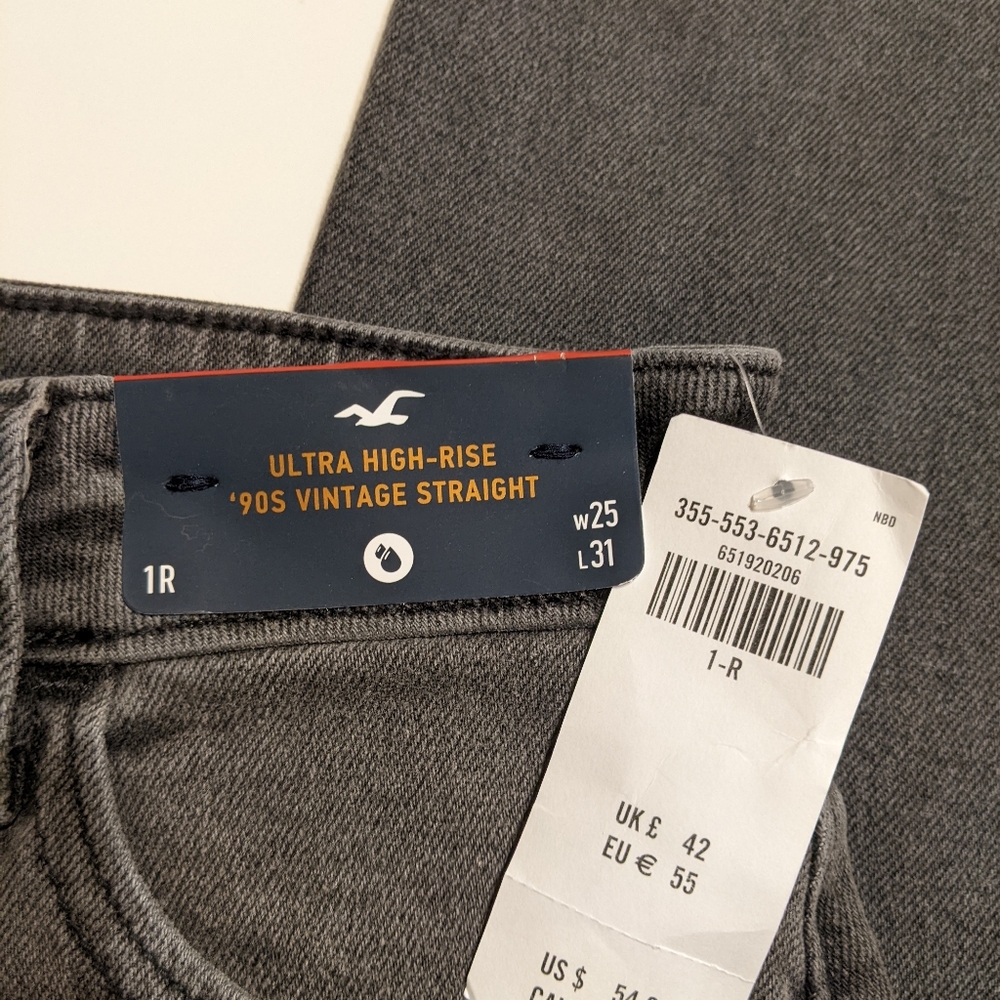 ULTRA HIGH-RISE
‘90S VINTAGE STRAIGHT
W25
L31
1R
NBD
355-553-6512-975
651920206
1-R
UK £ 42
EU € 55
US $